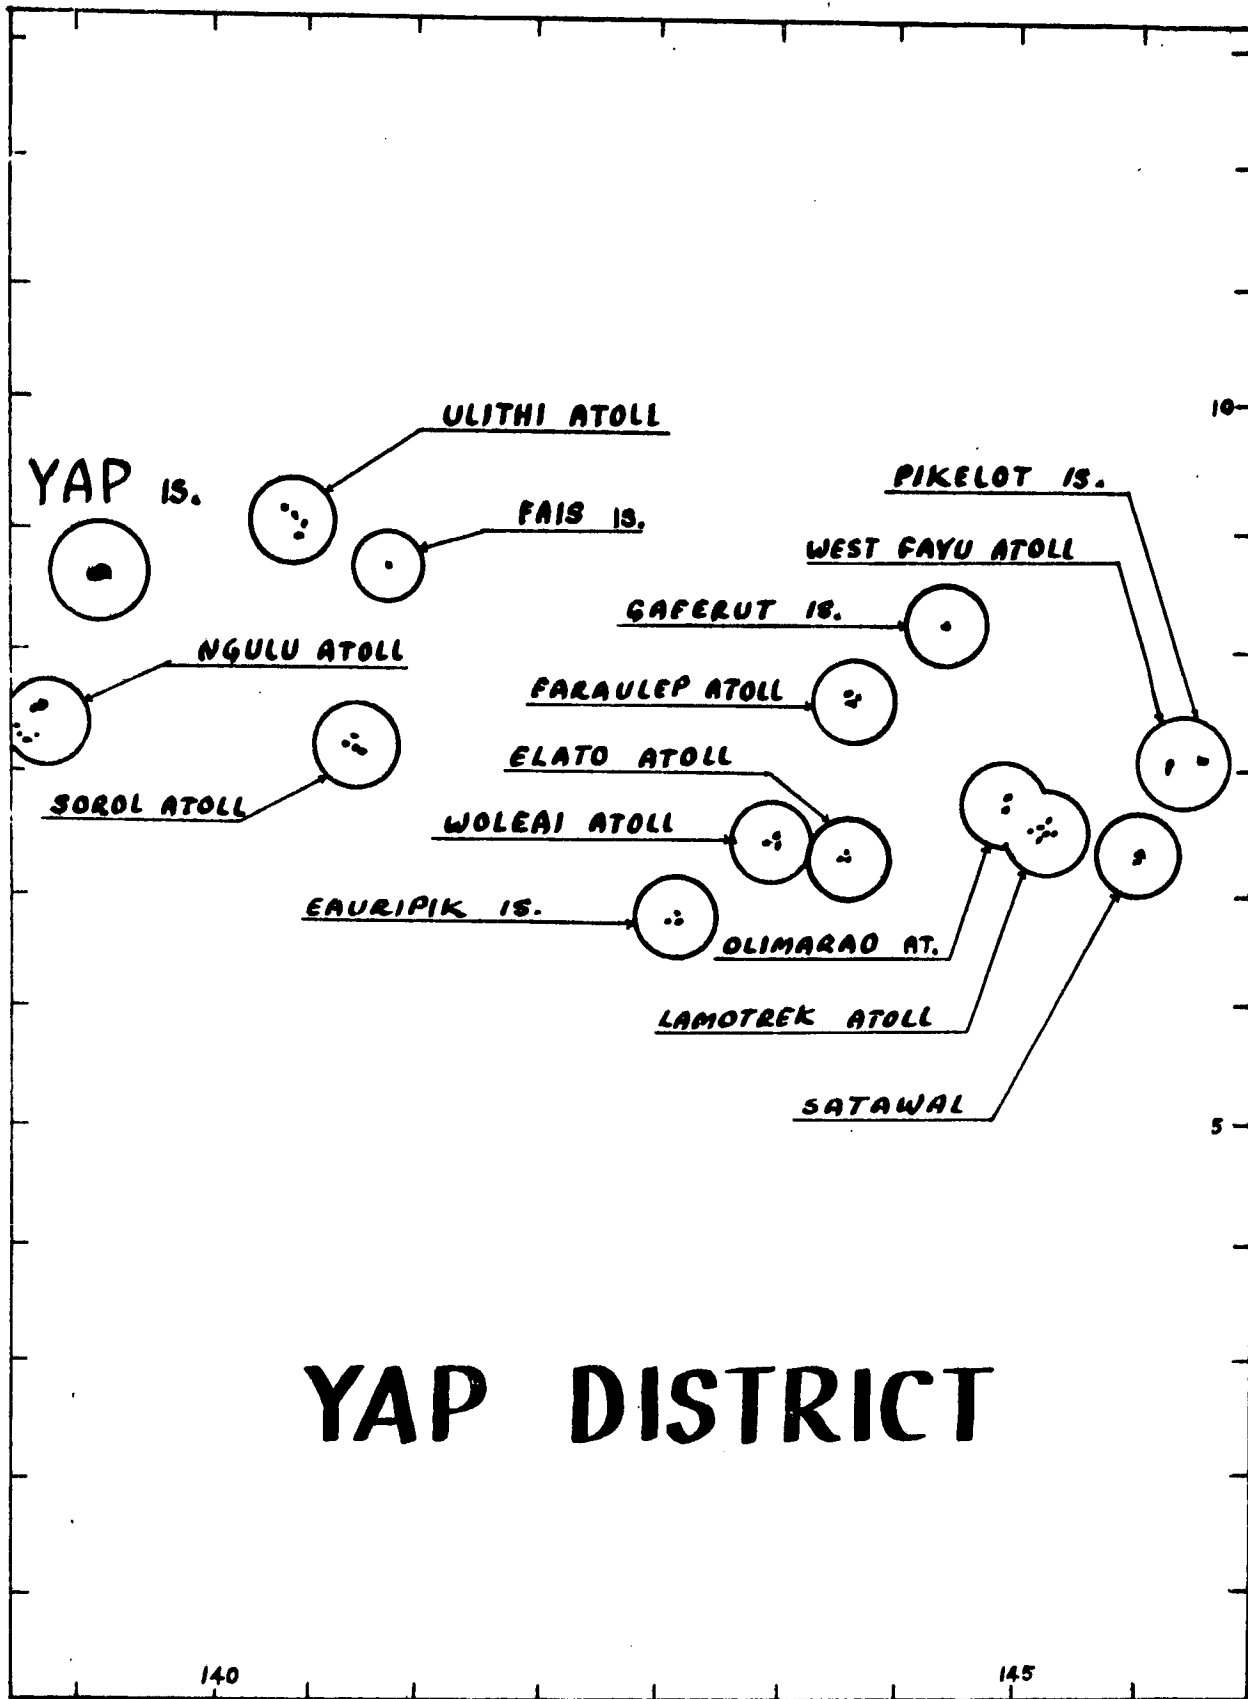 ULITHI ATOLL
10
YAP IS.
PIKELOT IS.
FAIS IS.
WEST FAYU ATOLL
GAFERUT IS.
NGULU ATOLL
FARAULEP ATOLL
ELATO ATOLL
SOROL ATOLL
WOLEAI ATOLL
EAURIPIK IS.
OLIMARAO AT.
LAMOTREK ATOLL
SATAWAL
5
YAP DISTRICT
140
145